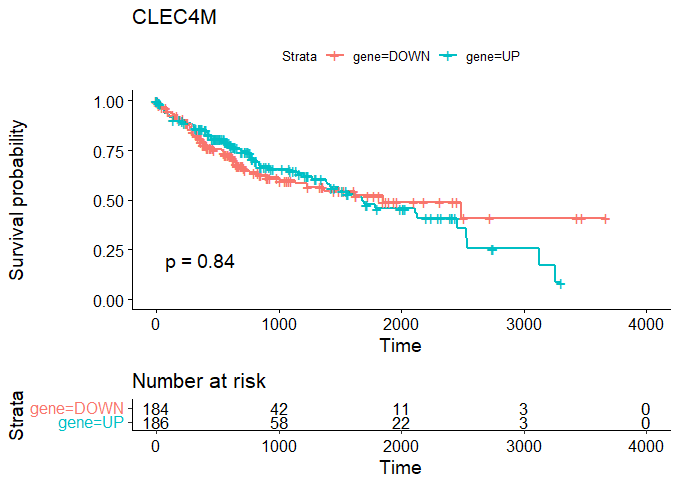 CLEC4M
Strata gene=DOWN gene=UP
Survival probability
1.00
0.75
0.50
0.25
0.00
p = 0.84
0 1000 2000 3000 4000
Time
Number at risk
Strata
gene=DOWN 184 42 11 3 0
gene=UP 186 58 22 3 0
0 1000 2000 3000 4000
Time